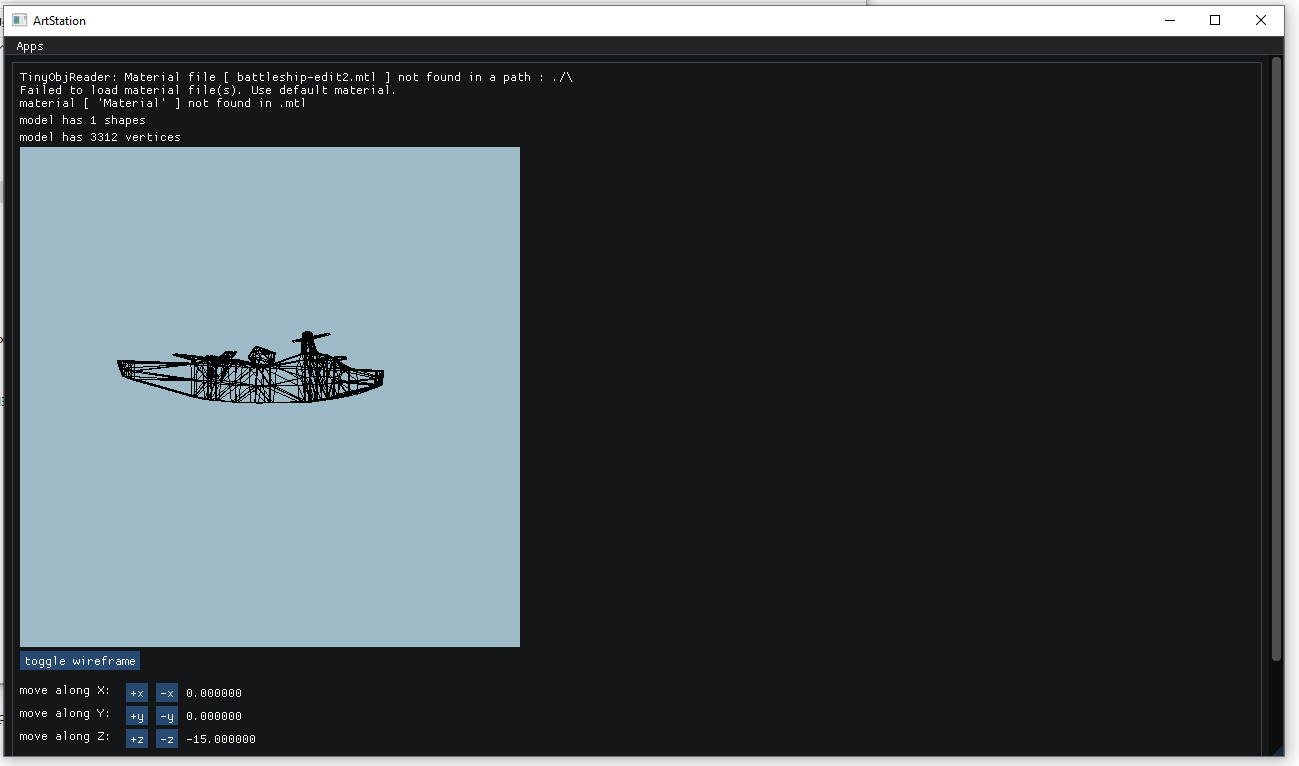 ArtStation
Apps
TinyObjReader: Material file [ battleship-edit2.mtl ] not found in a path : ./\
Failed to load material file(s). Use default material.
material [ 'Material' ] not found in .mtl
model has 1 shapes
model has 3312 vertices
toggle wireframe
move along X: +x -x 0.000000
move along Y: +y -y 0.000000
move along Z: +z -z -15.000000